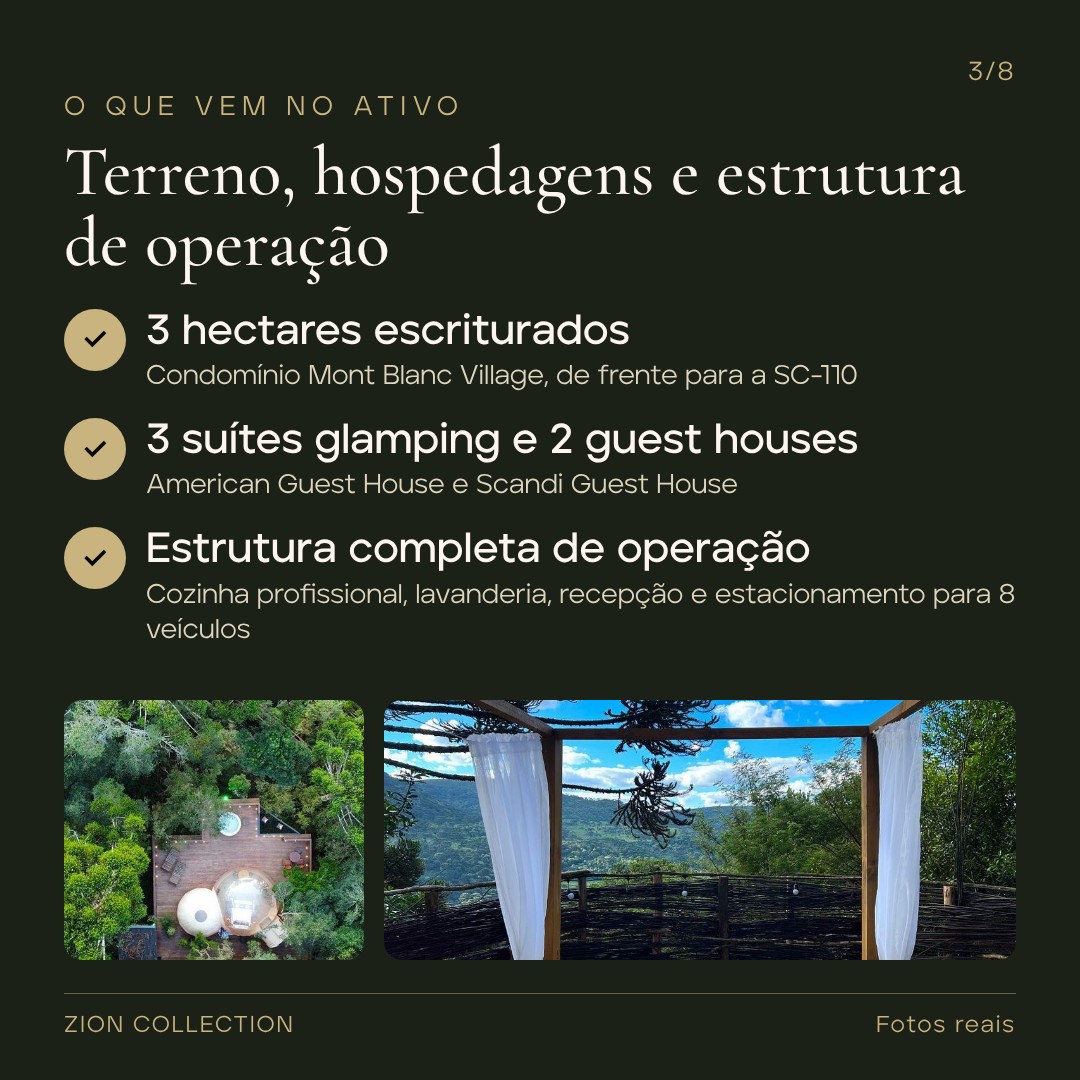 3/8
O QUE VEM NO ATIVO
Terreno, hospedagens e estrutura
de operação
3 hectares escriturados
Condomínio Mont Blanc Village, de frente para a SC-110
3 suítes glamping e 2 guest houses
American Guest House e Scandi Guest House
Estrutura completa de operação
Cozinha profissional, lavanderia, recepção e estacionamento para 8
veículos
ZION COLLECTION
Fotos reais